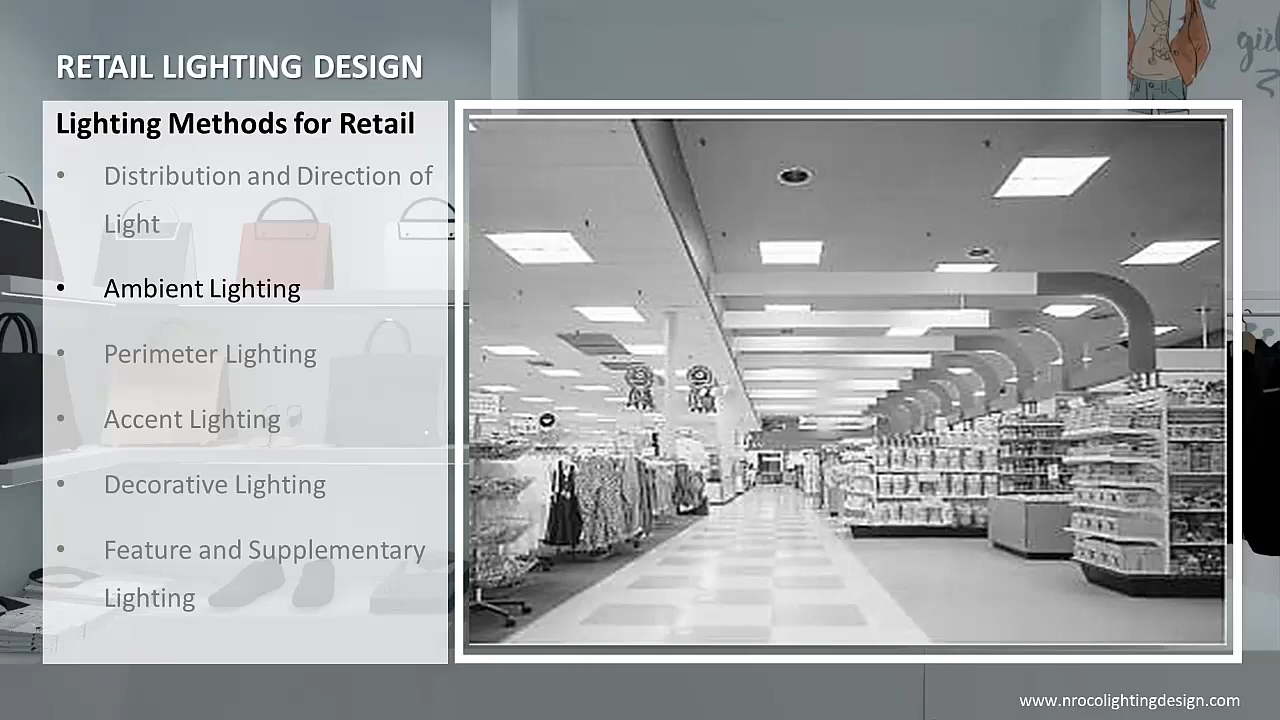 girl
RETAIL LIGHTING DESIGN
Lighting Methods for Retail
• Distribution and Direction of
Light
• Ambient Lighting
• Perimeter Lighting
• Accent Lighting
• Decorative Lighting
• Feature and Supplementary
Lighting
www.nrocolightingdesign.com